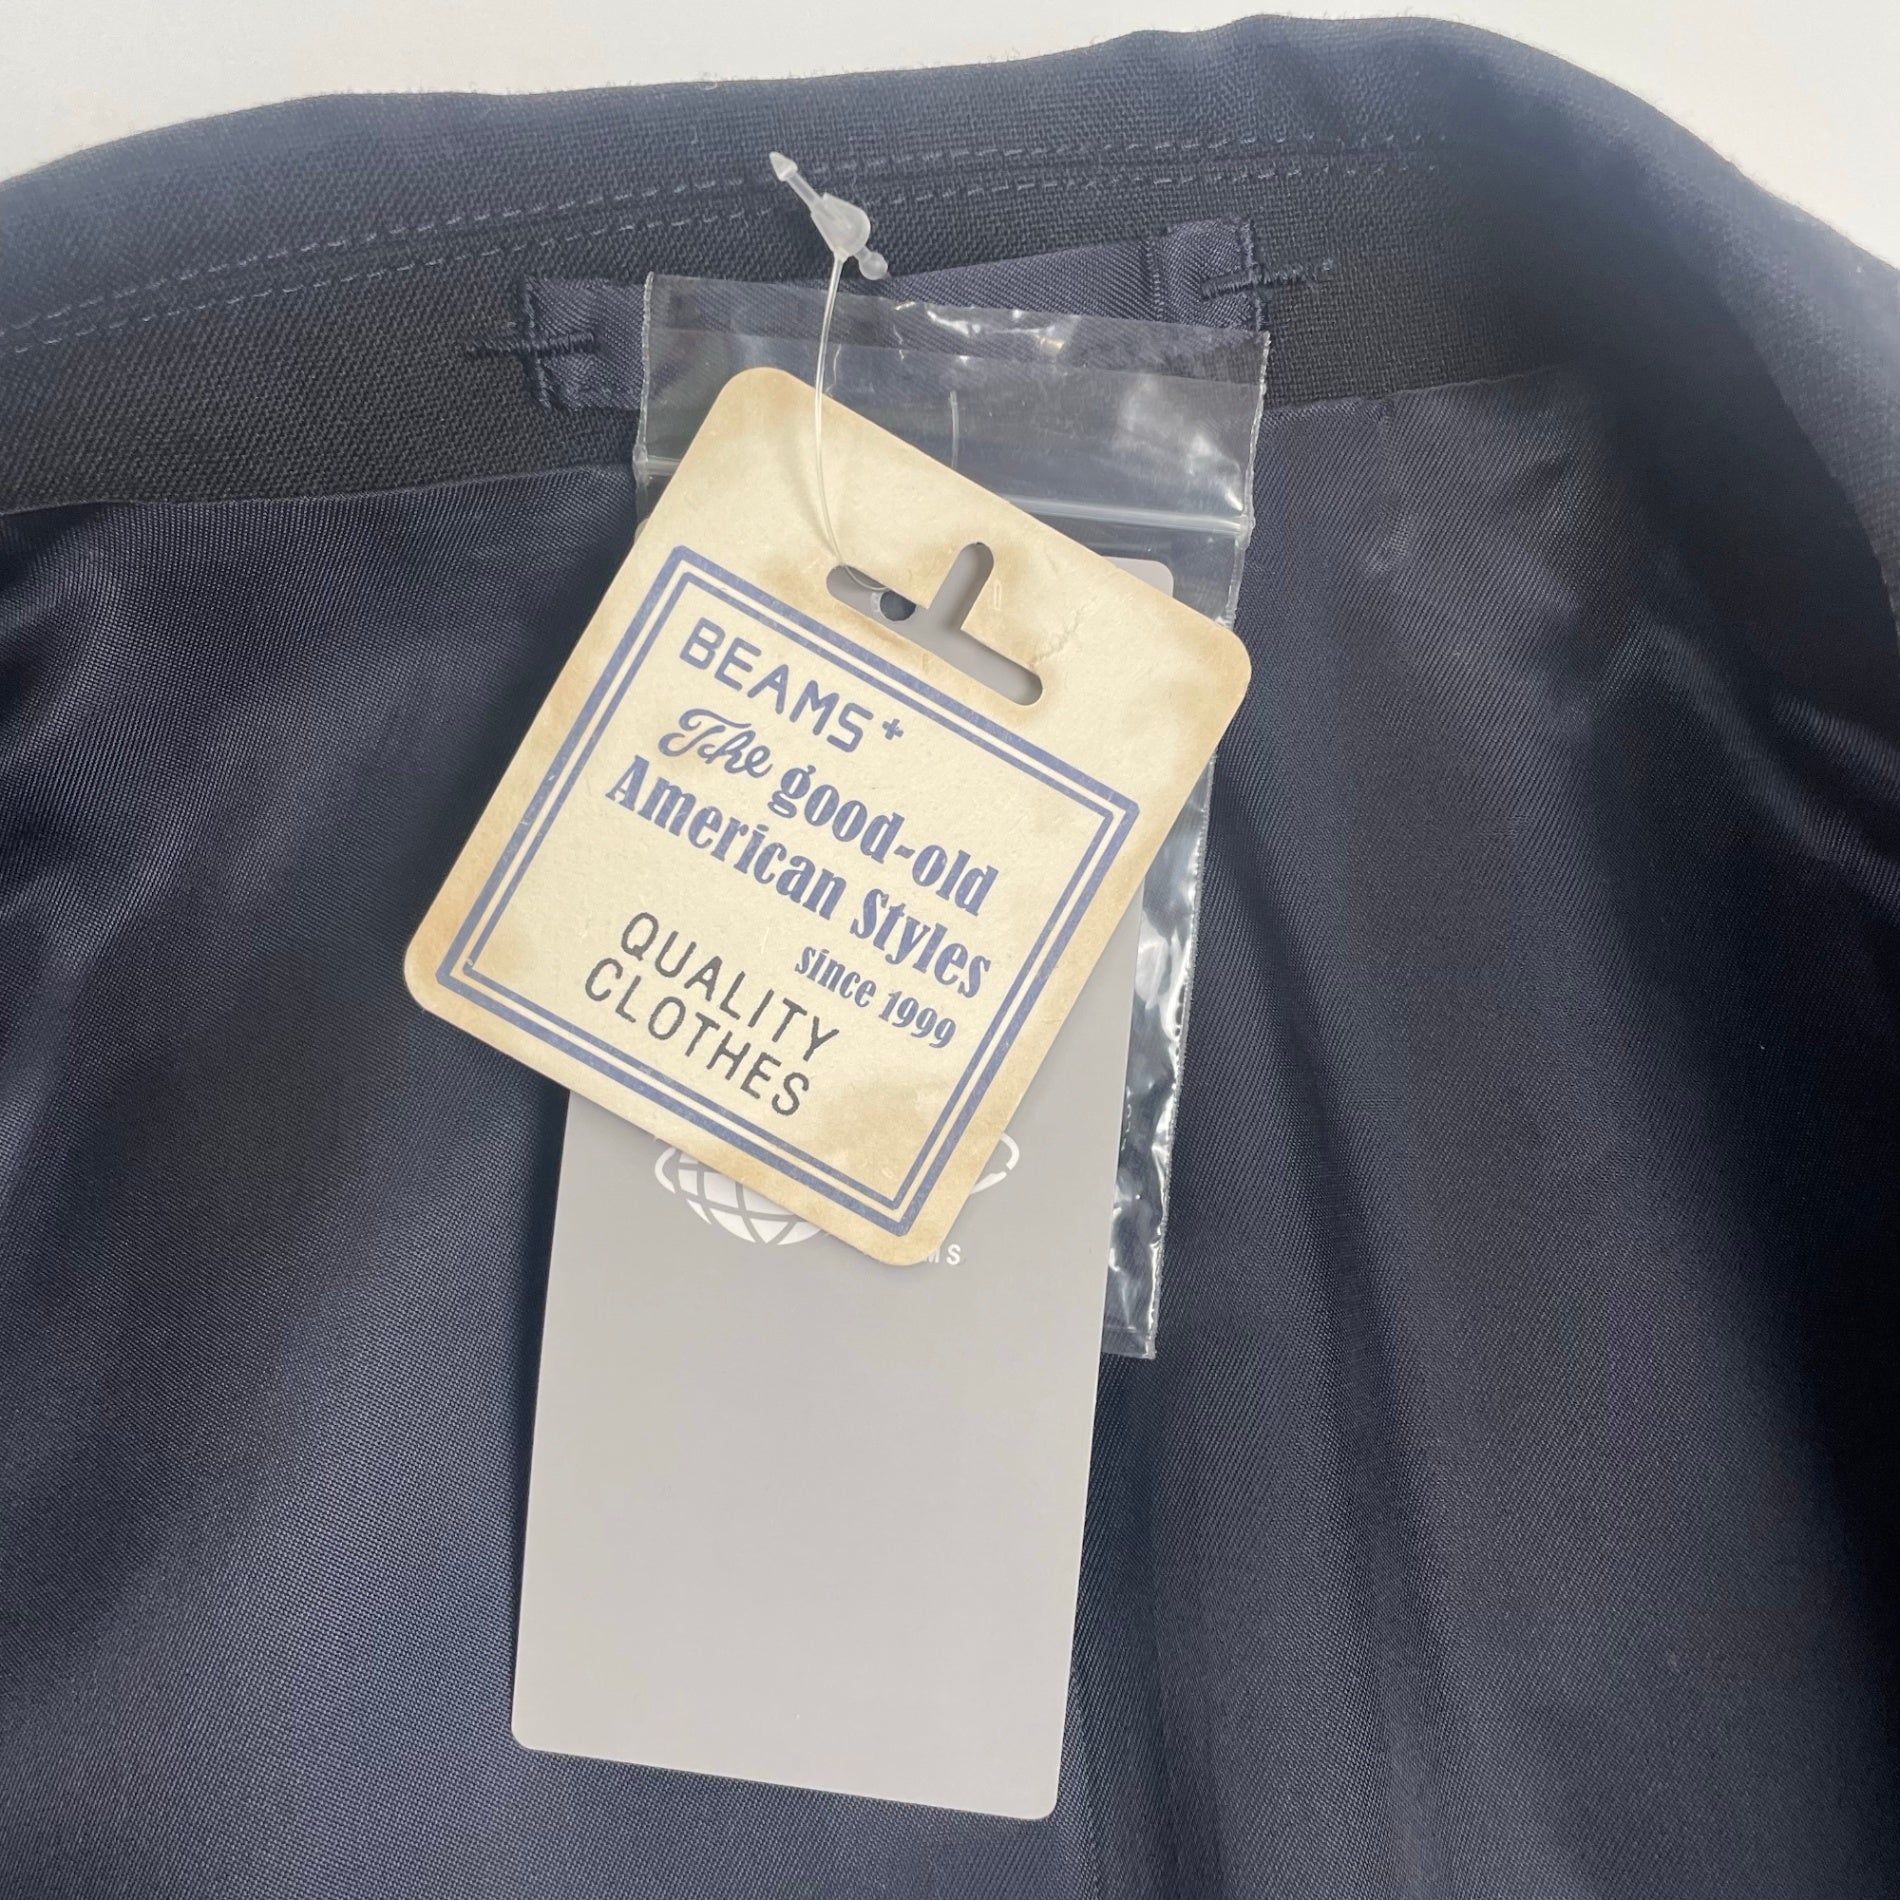 BEAMS+
The good-old
American Styles
since 1999
QUALITY
CLOTHES